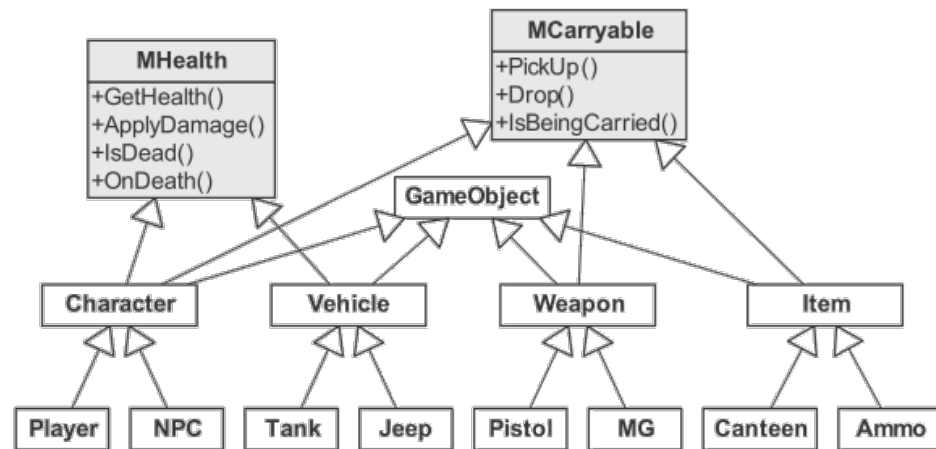 MCarryable
+PickUp()
+Drop()
+IsBeingCarried()
MHealth
+GetHealth()
+ApplyDamage()
+IsDead()
+OnDeath()
GameObject
Character
Vehicle
Weapon
Item
Player
NPC
Tank
Jeep
Pistol
MG
Canteen
Ammo